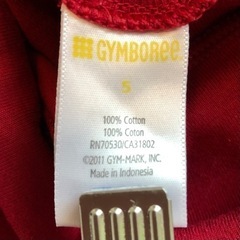 GYMBOREE
5
100% Cotton
100% Coton
RN70530/CA31802
©2011 GYM-MARK, INC.
Made in Indonesia